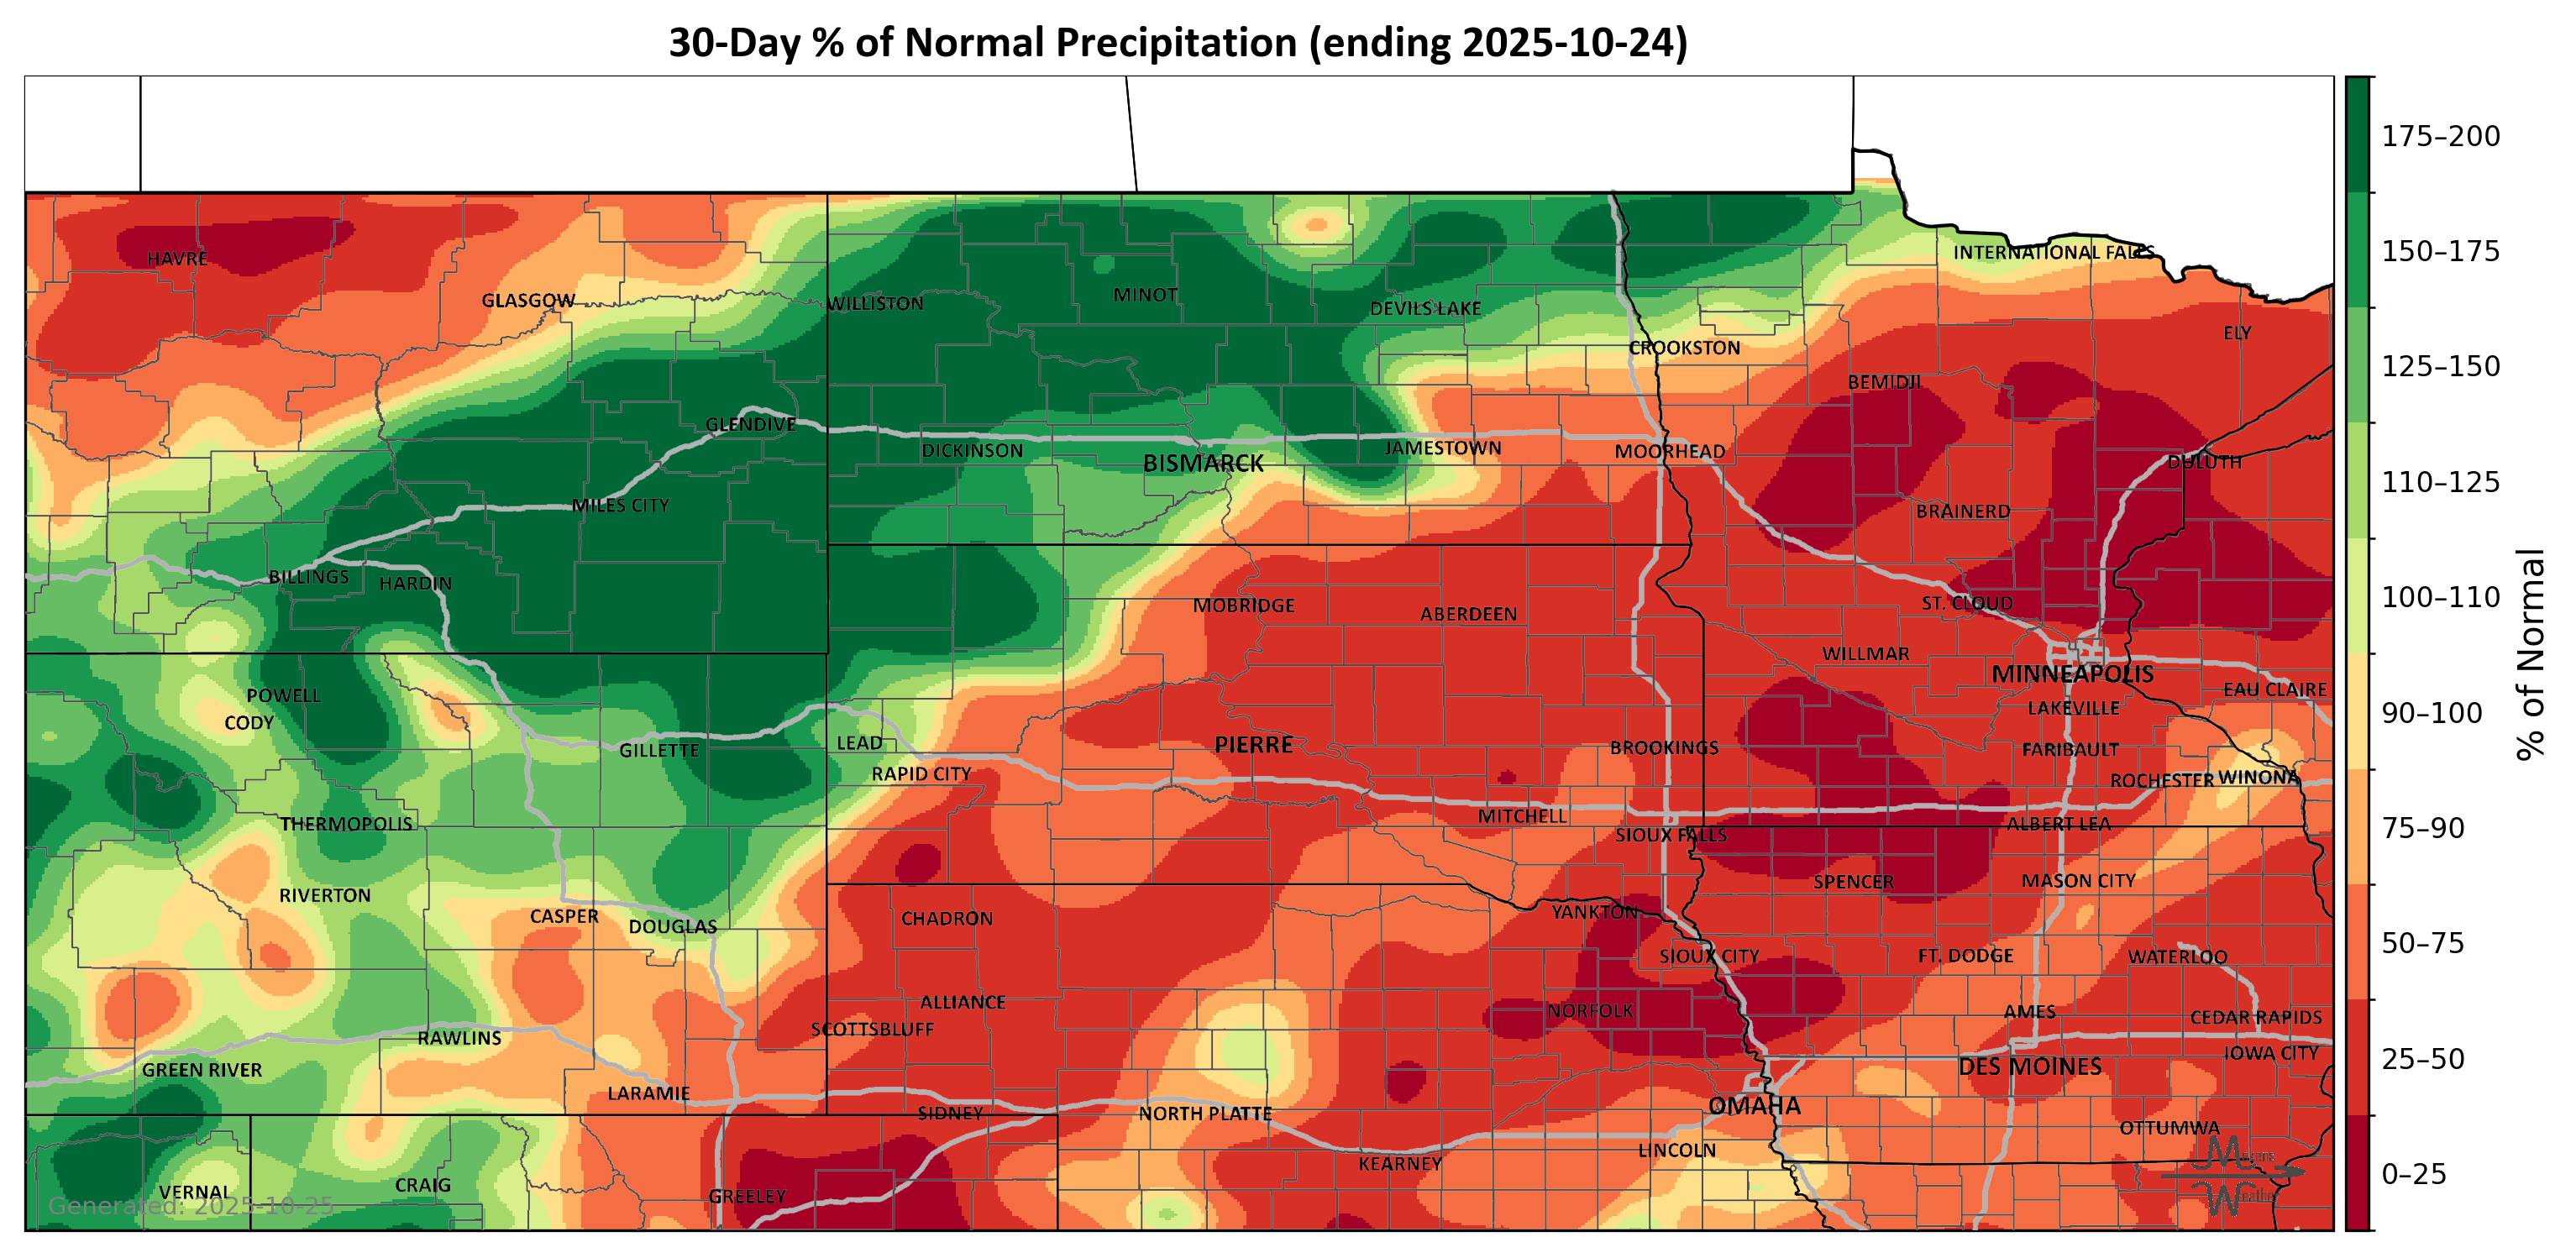 30-Day % of Normal Precipitation (ending 2025-10-24)
175–200
INTERNATIONAL FALLS
150–175
HAVRE
GLASGOW
WILLISTON
MINOT
DEVILS LAKE
ELY
CROOKSTON
125–150
BEMIDJI
GLENDIVE
DICKINSON
BISMARCK
JAMESTOWN
MOORHEAD
DULUTH
110–125
MILES CITY
BRAINERD
BILLINGS
HARDIN
MOBRIDGE
ABERDEEN
ST. CLOUD
100–110
WILLMAR
MINNEAPOLIS
EAU CLAIRE
POWELL
CODY
LAKEVILLE
90–100
% of Normal
GILLETTE
LEAD
PIERRE
BROOKINGS
FARIBAULT
RAPID CITY
ROCHESTER
WINONA
THERMOPOLIS
MITCHELL
SIOUX FALLS
ALBERT LEA
75–90
RIVERTON
SPENCER
MASON CITY
CASPER
DOUGLAS
CHADRON
YANKTON
50–75
SIOUX CITY
FT. DODGE
WATERLOO
ALLIANCE
NORFOLK
AMES
CEDAR RAPIDS
SCOTTSBLUFF
RAWLINS
IOWA CITY
25–50
GREEN RIVER
DES MOINES
LARAMIE
SIDNEY
NORTH PLATTE
OMAHA
OTTUMWA
LINCOLN
KEARNEY
0–25
VERNAL
CRAIG
GREELEY
Generated: 2025-10-25